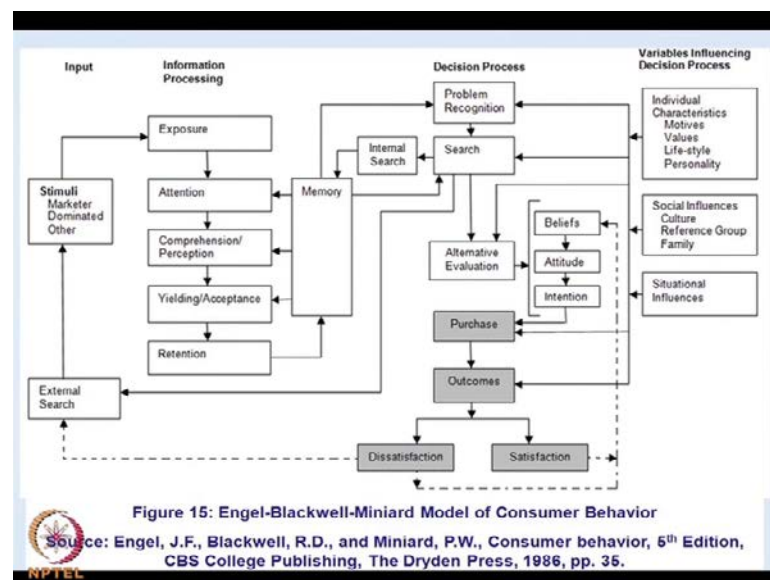 Input
Information
Processing
Decision Process
Variables Influencing
Decision Process
Exposure
Attention
Comprehension/
Perception
Yielding/Acceptance
Retention
Stimuli
Marketer
Dominated
Other
External
Search
Memory
Internal
Search
Problem
Recognition
Search
Alternative
Evaluation
Beliefs
Attitude
Intention
Purchase
Outcomes
Dissatisfaction
Satisfaction
Individual
Characteristics
Motives
Values
Life-style
Personality
Social Influences
Culture
Reference Group
Family
Situational
Influences
Figure 15: Engel-Blackwell-Miniard Model of Consumer Behavior
Source: Engel, J.F., Blackwell, R.D., and Miniard, P.W., Consumer behavior, 5th Edition,
CBS College Publishing, The Dryden Press, 1986, pp. 35.
NPTEL